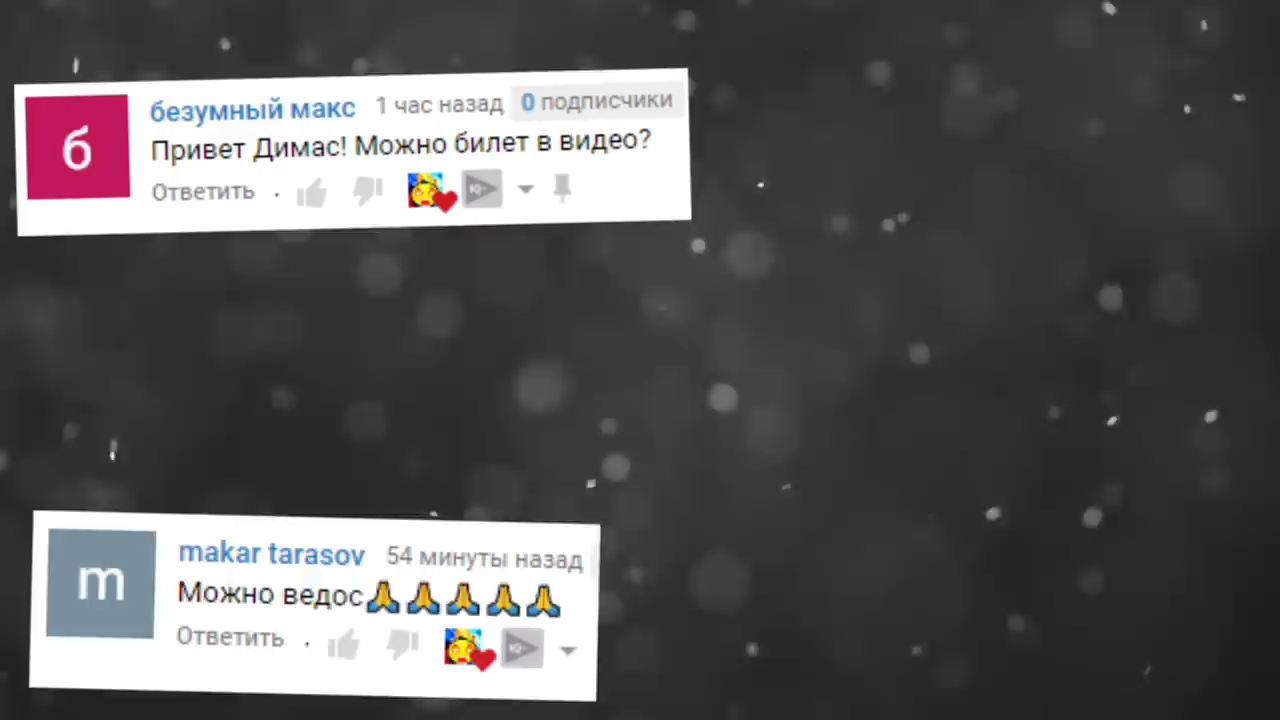 б
безумный макс 1 час назад 0 подписчики
Привет Димас! Можно билет в видео?
Ответить
m
makar tarasov 54 минуты назад
Можно ведос🙏🙏🙏🙏🙏
Ответить